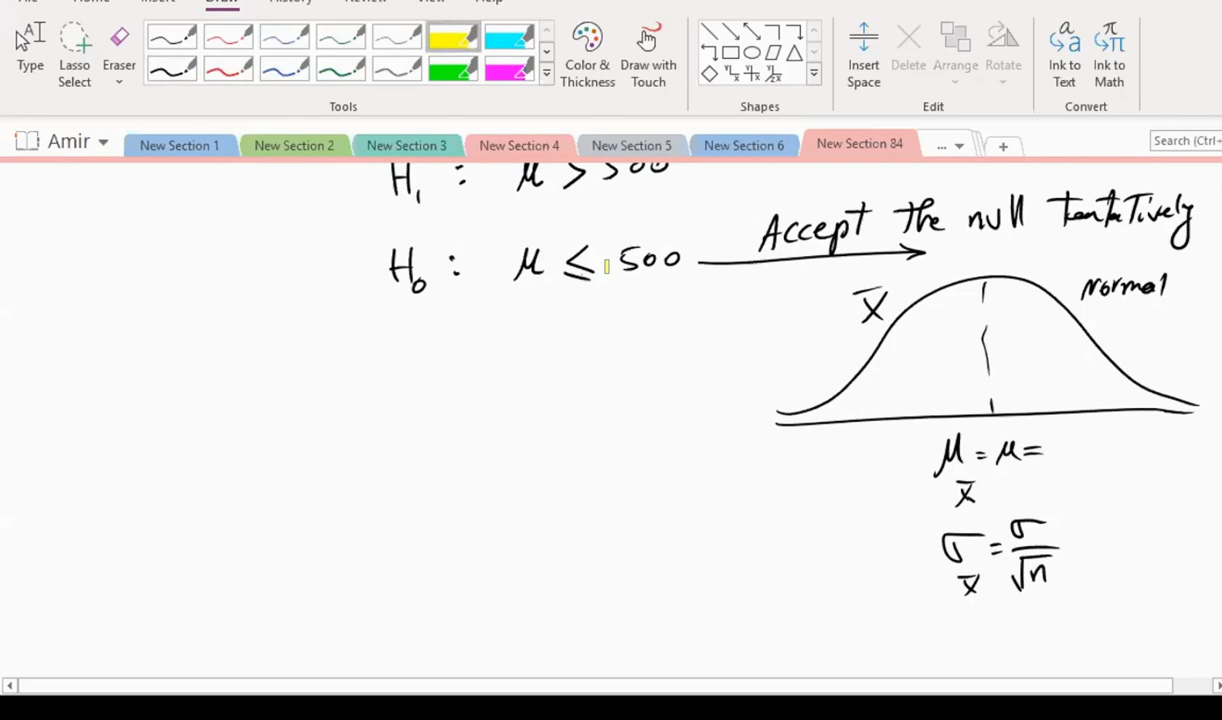 File Home Insert Draw History Review View Help
Type Lasso Select Eraser Color & Thickness Draw with Touch Insert Space Delete Arrange Rotate Ink to Text Ink to Math
Tools Shapes Edit Convert
Amir New Section 1 New Section 2 New Section 3 New Section 4 New Section 5 New Section 6 New Section 84 ... + Search (Ctrl+
H₁ : μ > 500
Accept the null tentatively
H₀ : μ ≤ 500
X̄ normal
μ_X̄ = μ =
σ_X̄ = σ/√n